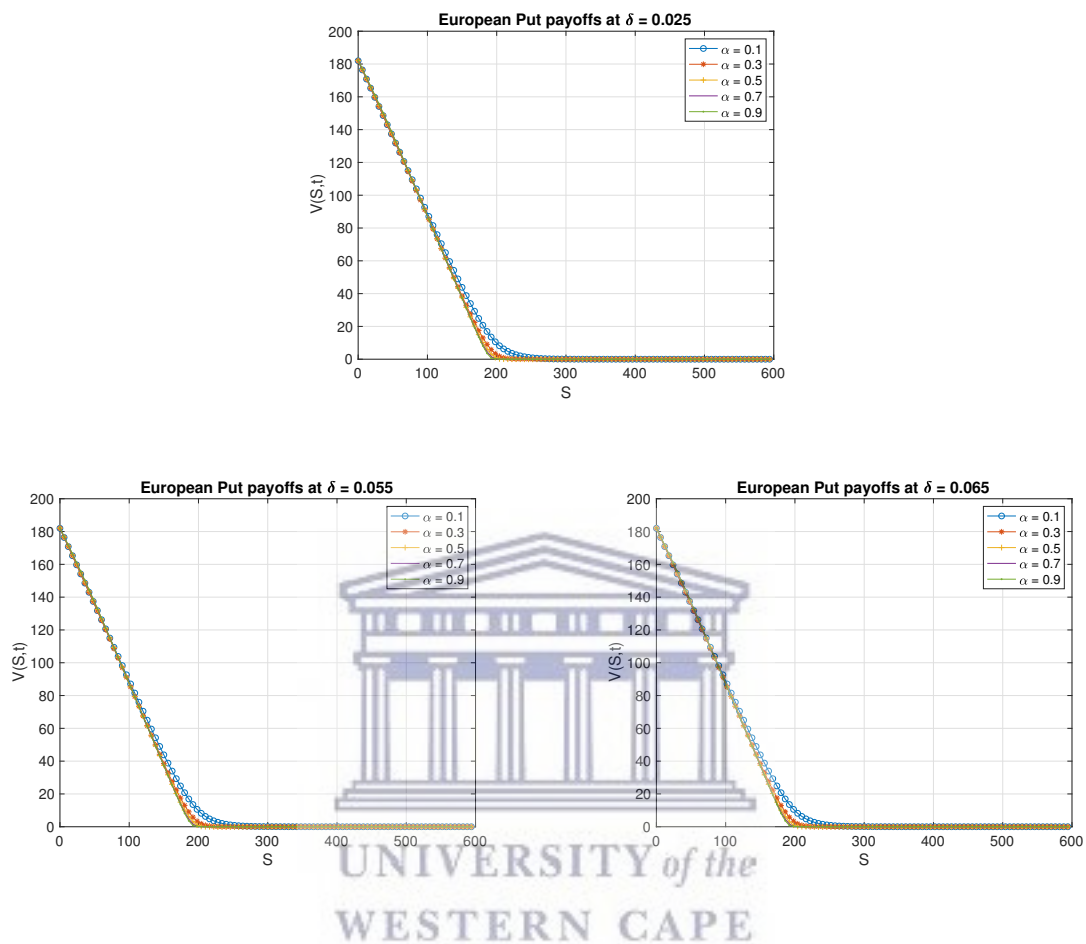 European Put payoffs at δ = 0.025
200
180
160
140
120
100
80
60
40
20
0
V(S,t)
α = 0.1
α = 0.3
α = 0.5
α = 0.7
α = 0.9
0 100 200 300 400 500 600
S
European Put payoffs at δ = 0.055
200
180
160
140
120
100
80
60
40
20
0
V(S,t)
α = 0.1
α = 0.3
α = 0.5
α = 0.7
α = 0.9
0 100 200 300 400 500 600
S
European Put payoffs at δ = 0.065
200
180
160
140
120
100
80
60
40
20
0
V(S,t)
α = 0.1
α = 0.3
α = 0.5
α = 0.7
α = 0.9
0 100 200 300 400 500 600
S
UNIVERSITY of the
WESTERN CAPE